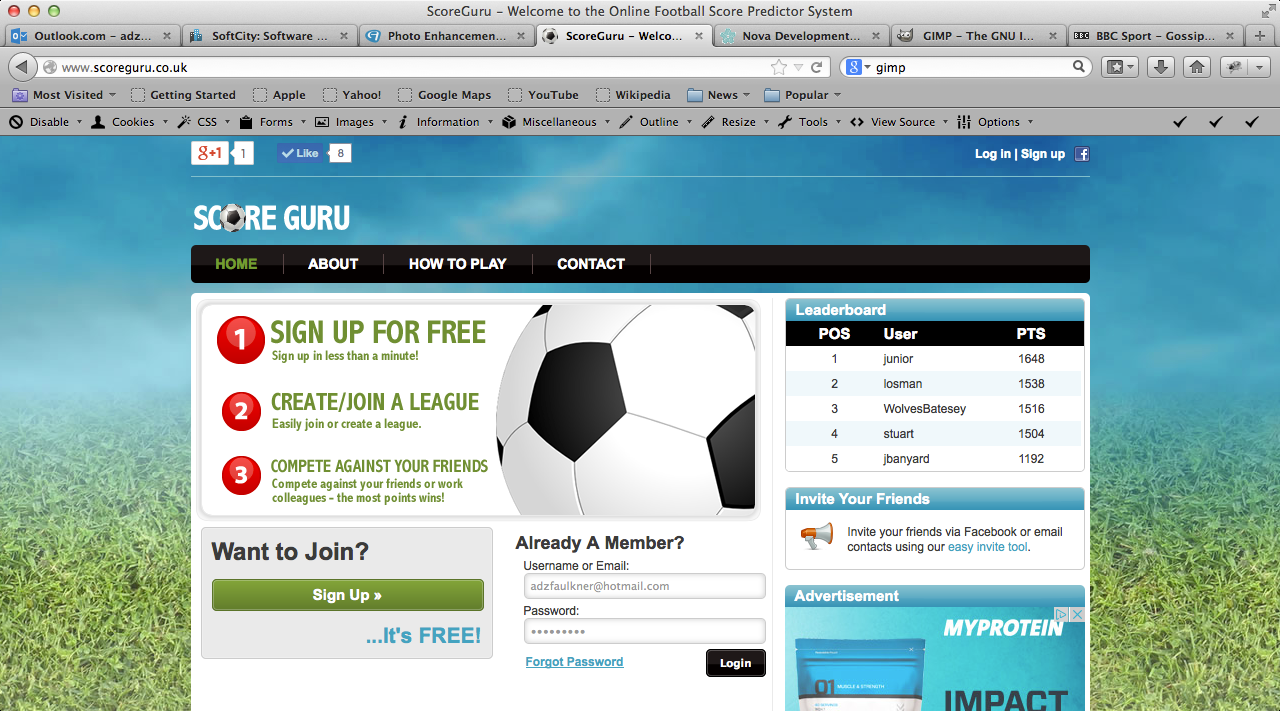 ScoreGuru – Welcome to the Online Football Score Predictor System
Outlook.com – adz...
SoftCity: Software ...
Photo Enhancemen...
ScoreGuru – Welco...
Nova Development...
GIMP – The GNU I...
BBC BBC Sport – Gossip...
www.scoreguru.co.uk
gimp
Most Visited
Getting Started
Apple
Yahoo!
Google Maps
YouTube
Wikipedia
News
Popular
Disable
Cookies
CSS
Forms
Images
Information
Miscellaneous
Outline
Resize
Tools
View Source
Options
g+1 1
Like 8
Log in | Sign up
SCORE GURU
HOME
ABOUT
HOW TO PLAY
CONTACT
1 SIGN UP FOR FREE
Sign up in less than a minute!
2 CREATE/JOIN A LEAGUE
Easily join or create a league.
3 COMPETE AGAINST YOUR FRIENDS
Compete against your friends or work
colleagues – the most points wins!
Want to Join?
Sign Up »
...It's FREE!
Already A Member?
Username or Email:
adzfaulkner@hotmail.com
Password:
•••••••••
Forgot Password
Login
Leaderboard
POS User PTS
1 junior 1648
2 losman 1538
3 WolvesBatesey 1516
4 stuart 1504
5 jbanyard 1192
Invite Your Friends
Invite your friends via Facebook or email
contacts using our easy invite tool.
Advertisement
MYPROTEIN
01 MUSCLE & STRENGTH
IMPACT